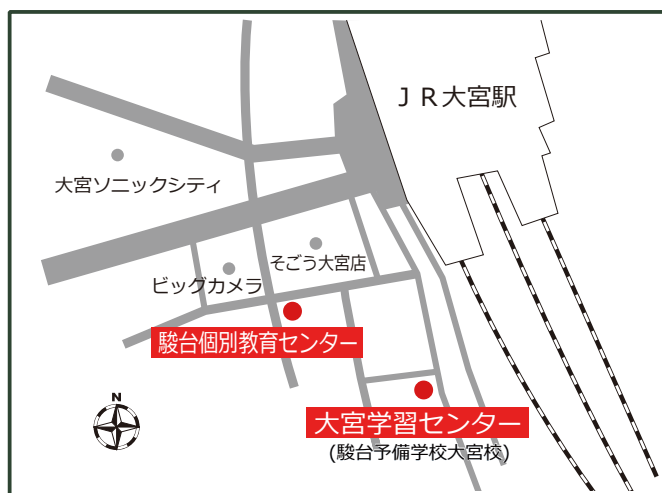 JR大宮駅
大宮ソニックシティ
そごう大宮店
ビッグカメラ
駿台個別教育センター
大宮学習センター
(駿台予備学校大宮校)
N